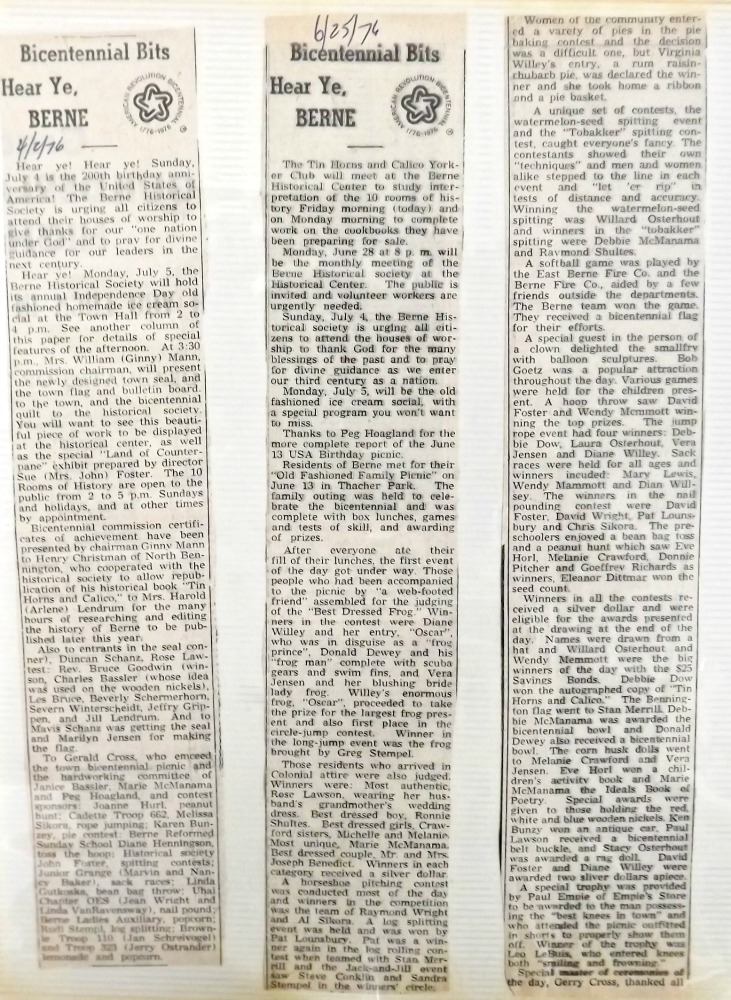 Bicentennial Bits
Hear Ye,
BERNE
AMERICAN REVOLUTION BICENTENNIAL
1776-1976
Hear ye! Hear ye! Sunday,
July 4 is the 200th birthday anni-
versary of the United States of
America! The Berne Historical
Society is urging all citizens to
attend their houses of worship to
give thanks for our "one nation
under God" and to pray for divine
guidance for our leaders in the
next century.
Hear ye! Monday, July 5, the
Berne Historical Society will hold
its annual Independence Day old
fashioned homemade ice cream so-
cial at the Town Hall from 2 to
4 p.m. See another column of
this paper for details of special
features of the afternoon. At 3:30
p.m., Mrs. William (Ginny) Mann,
commission chairman, will present
the newly designed town seal, and
the town flag and bulletin board,
to the town, and the bicentennial
quilt to the historical society.
You will want to see this beauti-
ful piece of work to be displayed
at the historical center, as well
as the special "Land of Counter-
pane" exhibit prepared by director
Sue (Mrs. John) Foster. The 10
Rooms of History are open to the
public from 2 to 5 p.m. Sundays
and holidays, and at other times
by appointment.
Bicentennial commission certifi-
cates of achievement have been
presented by chairman Ginny Mann
to Henry Christman of North Ben-
nington, who cooperated with the
historical society to allow repub-
lication of his historical book "Tin
Horns and Calico," to Mrs. Harold
(Arlene) Lendrum for the many
hours of researching and editing
the history of Berne to be pub-
lished later this year.
Also to entrants in the seal con-
ner), Duncan Schanz, Rose Law-
test: Rev. Bruce Goodwin (win-
son, Charles Bassler (whose idea
was used on the wooden nickels),
Les Bruce, Beverly Schermerhorn,
Severn Winterscheidt, Jeffry Grip-
pen, and Jill Lendrum. And to
Mavis Schanz was getting the seal
and Marilyn Jensen for making
the flag.
To Gerald Cross, who emceed
the town bicentennial picnic and
the hardworking committee of
Janice Bassler, Marie McManama
and Peg Hoagland, and contest
sponsors: Joanne Hurl, peanut
hunt; Cadette Troop 662, Melissa
Sikora, rope jumping; Karen Bun-
zey, pie contest; Berne Reformed
Sunday School Diane Henningson,
toss the hoop; Historical society
John Foster, spitting contests;
Junior Grange (Marvin and Nan-
cy Baker), sack races; Linda
bean bag throw; Uhai
Chapter OES (Jean Wright and
Linda VanRavensway), nail pound;
Berne Ladies Auxiliary, popcorn;
Rudi Stempl, log splitting; Brown-
ie Troop 110 (Jan Schreivogel)
and Troop 323 (Jerry Ostrander)
lemonade and popcorn.
6/25/76
Bicentennial Bits
Hear Ye,
BERNE
AMERICAN REVOLUTION BICENTENNIAL
1776-1976
The Tin Horns and Calico York-
er Club will meet at the Berne
Historical Center to study inter-
pretation of the 10 rooms of his-
tory Friday morning (today) and
on Monday morning to complete
work on the cookbooks they have
been preparing for sale.
Monday, June 28 at 8 p. m. will
be the monthly meeting of the
Berne Historical society at the
Historical Center. The public is
invited and volunteer workers are
urgently needed.
Sunday, July 4, the Berne His-
torical society is urging all citi-
zens to attend the houses of wor-
ship to thank God for the many
blessings of the past and to pray
for divine guidance as we enter
our third century as a nation.
Monday, July 5, will be the old
fashioned ice cream social, with
a special program you won't want
to miss.
Thanks to Peg Hoagland for the
more complete report of the June
13 USA Birthday picnic.
Residents of Berne met for their
"Old Fashioned Family Picnic" on
June 13 in Thacher Park. The
family outing was held to cele-
brate the bicentennial and was
complete with box lunches, games
and tests of skill, and awarding
of prizes.
After everyone ate their
fill of their lunches, the first event
of the day got under way. Those
people who had been accompanied
to the picnic by "a web-footed
friend" assembled for the judging
of the "Best Dressed Frog." Win-
ners in the contest were Diane
Willey and her entry, "Oscar",
who was in disguise as a "frog
prince", Donald Dewey and his
"frog man" complete with scuba
gears and swim fins, and Vera
Jensen and her blushing bride
lady frog. Willey's enormous
frog, "Oscar", proceeded to take
the prize for the largest frog pres-
ent and also first place in the
circle-jump contest. Winner in
the long-jump event was the frog
brought by Greg Stempel.
Those residents who arrived in
Colonial attire were also judged.
Winners were Most authentic,
Rose Lawson, wearing her hus-
band's grandmother's wedding
dress. Best dressed boy, Ronnie
Shultes. Best dressed girls, Craw-
ford sisters, Michelle and Melanie.
Most unique, Marie McManama.
Best dressed couple, Mr. and Mrs.
Joseph Benedict. Winners in each
category received a silver dollar.
A horseshoe pitching contest
was conducted most of the day
and winners in the competition
was the team of Raymond Wright
and Al Sikora. A log splitting
event was held and was won by
Pat Lounsbury. Pat was a win-
ner again in the log rolling con-
test when teamed with Stan Mer-
rill and the Jack-and-Jill event
saw Steve Conklin and Sandra
Stempel in the winners' circle.
Women of the community enter-
ed a varety of pies in the pie
baking contest and the decision
was a difficult one, but Virginia
Willey's entry, a rum raisin-
rhubarb pie, was declared the win-
ner and she took home a ribbon
and a pie basket.
A unique set of contests, the
watermelon-seed spitting event
and the "Tobakker" spitting con-
test, caught everyone's fancy. The
contestants showed their own
"techniques" and men and women
alike stepped to the line in each
event and "let 'er rip" in
tests of distance and accuracy.
Winning the watermelon-seed
spitting was Willard Osterhout
and winners in the "tobakker"
spitting were Debbie McManama
and Raymond Shultes.
A softball game was played by
the East Berne Fire Co. and the
Berne Fire Co., aided by a few
friends outside the departments.
The Berne team won the game.
They received a bicentennial flag
for their efforts.
A special guest in the person of
a clown delighted the smallfry
with balloon sculptures. Bob
Goetz was a popular attraction
throughout the day. Various games
were held for the children pres-
ent. A hoop throw saw David
Foster and Wendy Memmott win-
ning the top prizes. The jump
rope event had four winners: Deb-
bie Dow, Laura Osterhout, Vera
Jensen and Diane Willey. Sack
races were held for all ages and
winners incuded: Mary Lewis,
Wendy Mammott and Dian Will-
sey. The winners in the nail
pounding contest were David
Foster, David Wright, Pat Louns-
bury and Chris Sikora. The pre-
schoolers enjoyed a bean bag toss
and a peanut hunt which saw Eve
Horl, Melanie Crawford, Donnie
Pitcher and Goeffrey Richards as
winners, Eleanor Dittmar won the
seed count.
Winners in all the contests re-
ceived a silver dollar and were
eligible for the awards presented
at the drawing at the end of the
day. Names were drawn from a
hat and Willard Osterhout and
Wendy Memmott were the big
winners of the day with the $25
Savings Bonds. Debbie Dow
won the autographed copy of "Tin
Horns and Calico." The Benning-
ton flag went to Stan Merrill. Deb-
bie McManama was awarded the
bicentennial bowl and Donald
Dewey also received a bicentennial
bowl. The corn husk dolls went
to Melanie Crawford and Vera
Jensen. Eve Horl won a chil-
dren's activity book and Marie
McManama the Ideals Book of
Poetry. Special awards were
given to those holding the red,
white and blue wooden nickels. Ken
Bunzy won an antique car, Paul
Lawson received a bicentennial
belt buckle, and Stacy Osterhout
was awarded a rag doll. David
Foster and Diane Willey were
awarded two silver dollars apiece.
A special trophy was provided
by Paul Empie of Empie's Store
to be awarded to the man possess-
ing the "best knees in town" and
who attended the picnic outfitted
in shorts to properly show them
off. Winner of the trophy was
Leo LeBuis, who entered knees
both "smiling and frowning."
Special master of ceremonies of
the day, Gerry Cross, thanked all